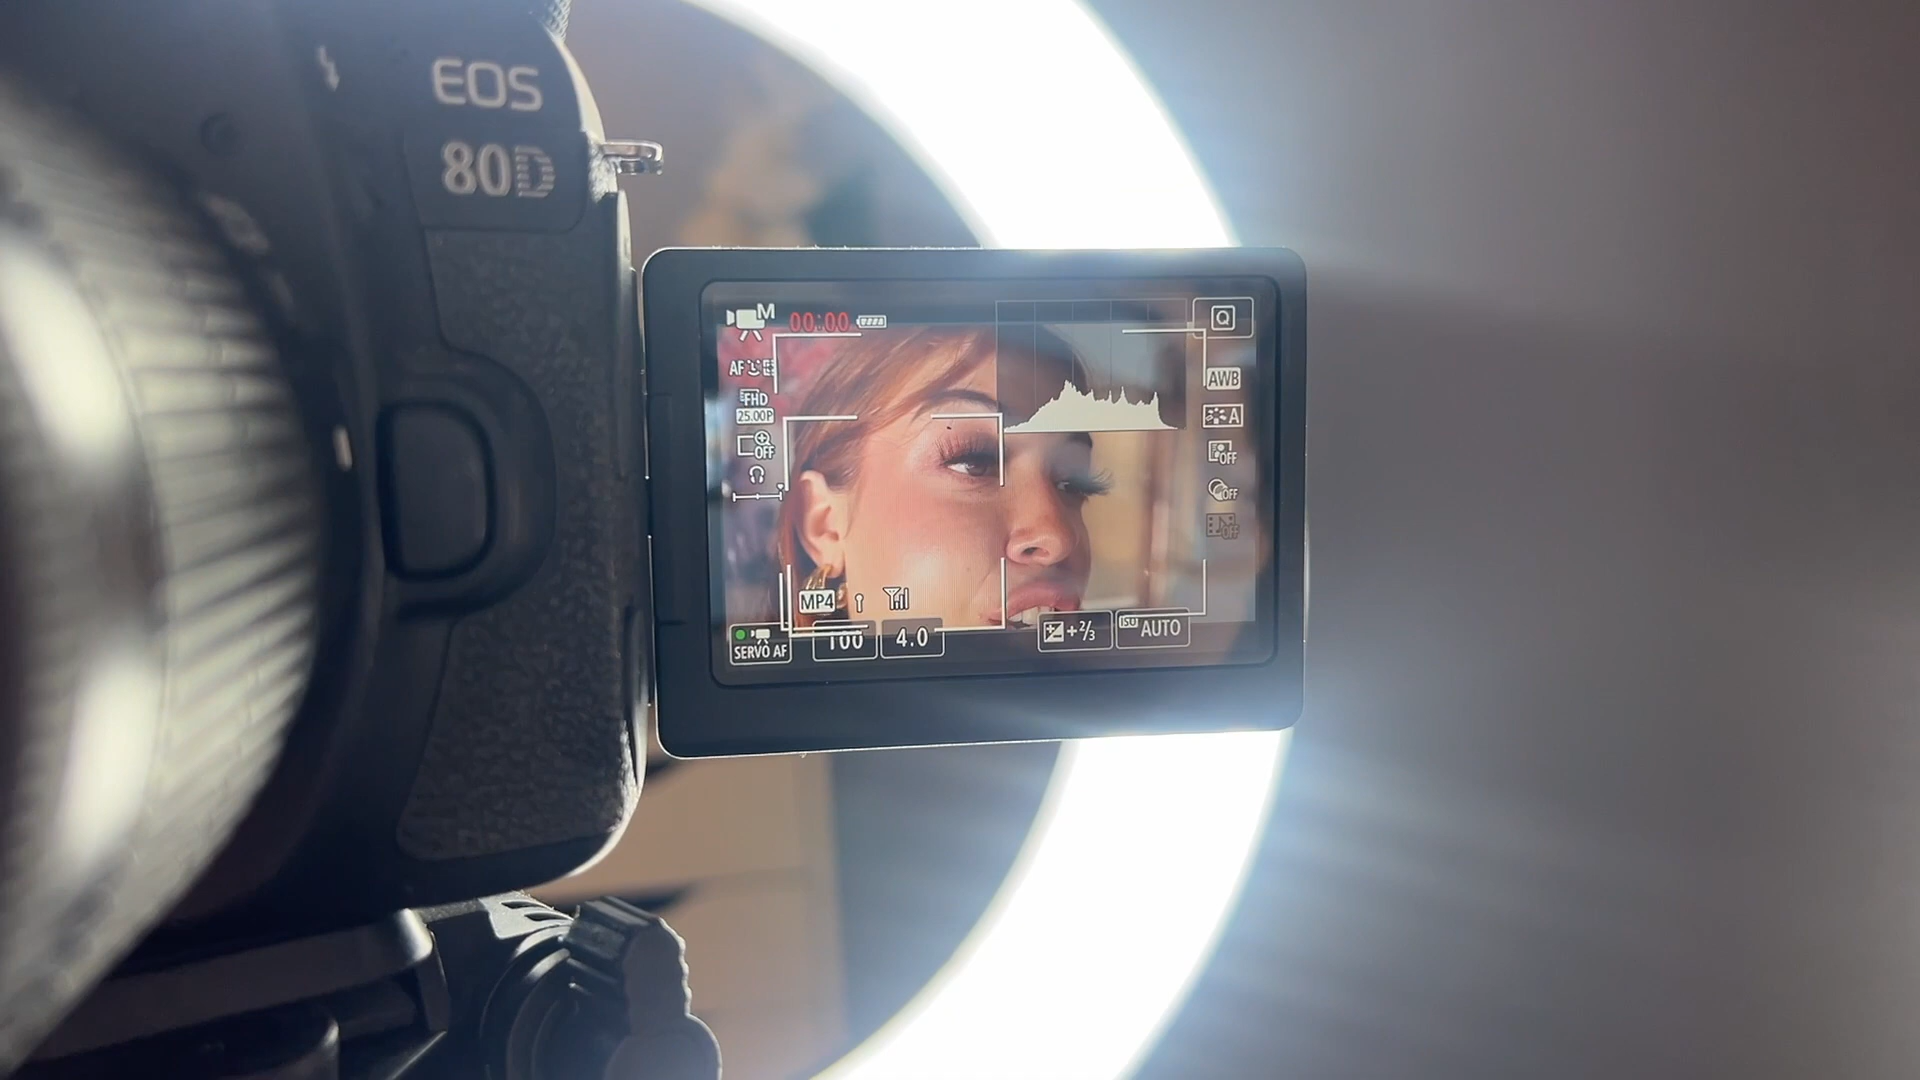 EOS
80D
M
00:00
Q
AF
AWB
FHD
25.00P
A
OFF
OFF
OFF
OFF
MP4
SERVO AF
100
4.0
+2/3
ISO AUTO